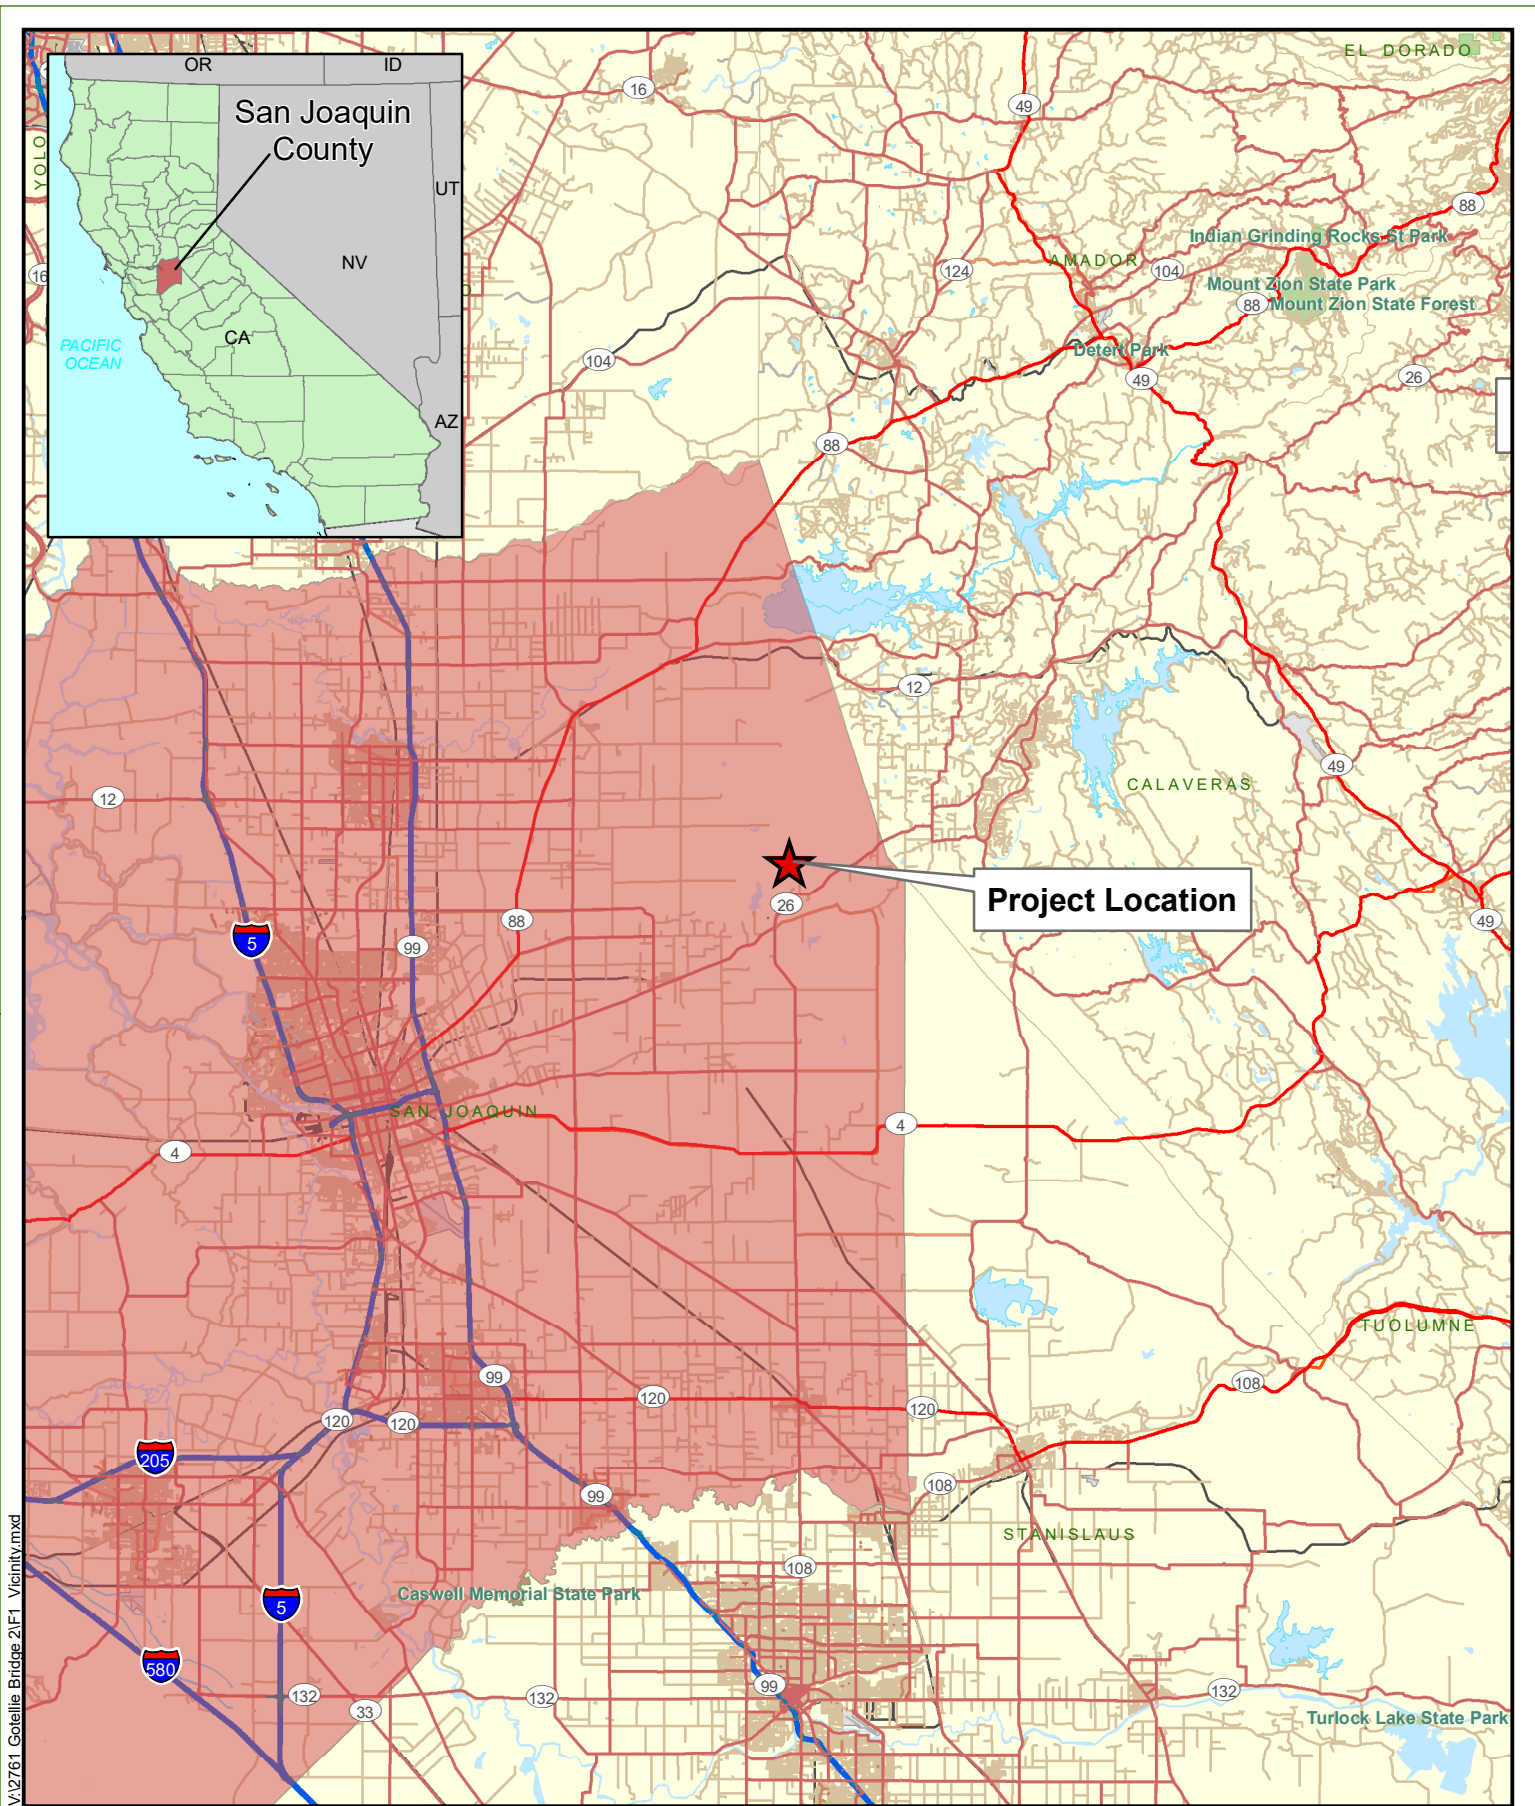 OR
ID
San Joaquin
County
UT
NV
CA
PACIFIC
OCEAN
AZ
YOLO
16
16
49
EL DORADO
88
Indian Grinding Rocks St Park
AMADOR
124
104
Mount Zion State Park
88
Mount Zion State Forest
104
Detert Park
49
26
88
12
49
CALAVERAS
12
Project Location
26
5
99
88
49
SAN JOAQUIN
4
4
TUOLUMNE
99
120
108
120
120
120
205
108
99
STANISLAUS
108
Caswell Memorial State Park
5
580
99
132
132
132
33
Turlock Lake State Park
V:\2761 Gotellie Bridge 2\F1_Vicinity.mxd